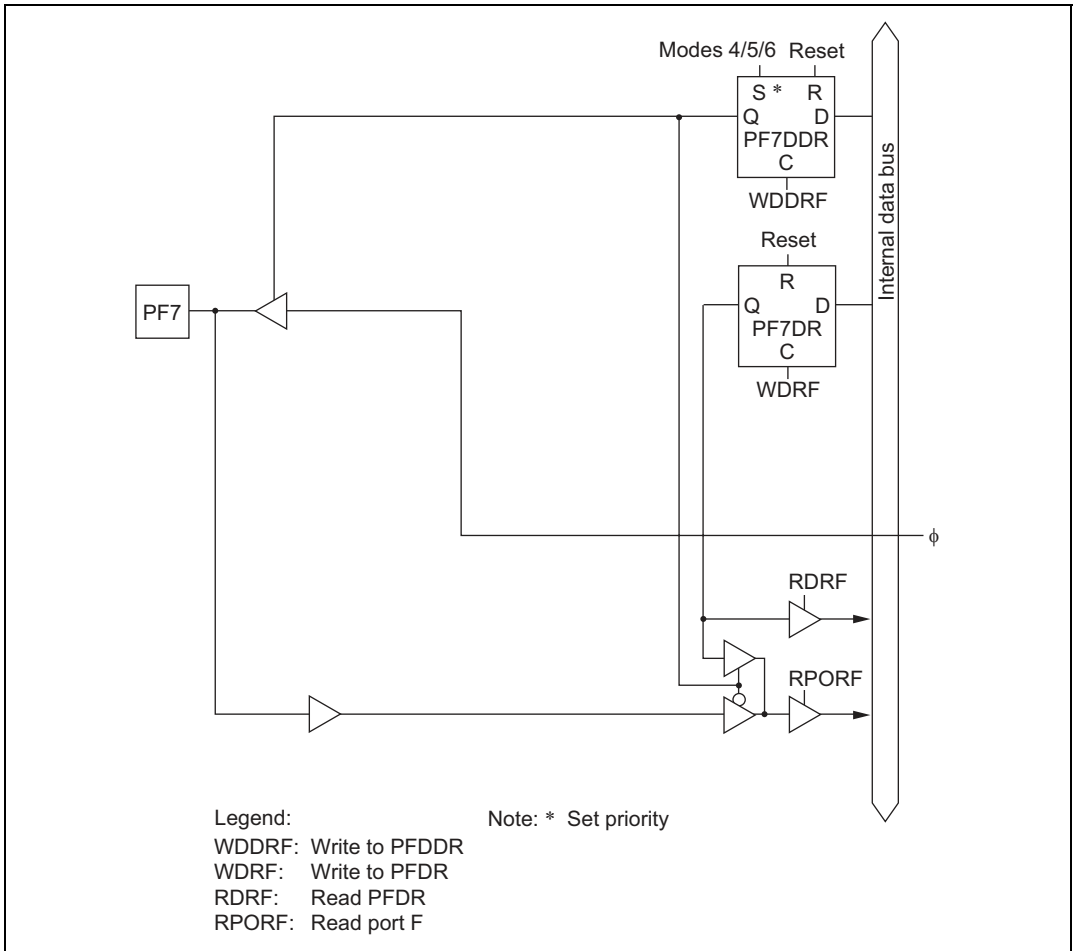 Modes 4/5/6 Reset
S * R
Q D
PF7DDR
C
WDDRF
Internal data bus
Reset
R
Q D
PF7DR
C
WDRF
PF7
ϕ
RDRF
RPORF
Legend:
WDDRF: Write to PFDDR
WDRF: Write to PFDR
RDRF: Read PFDR
RPORF: Read port F
Note: * Set priority